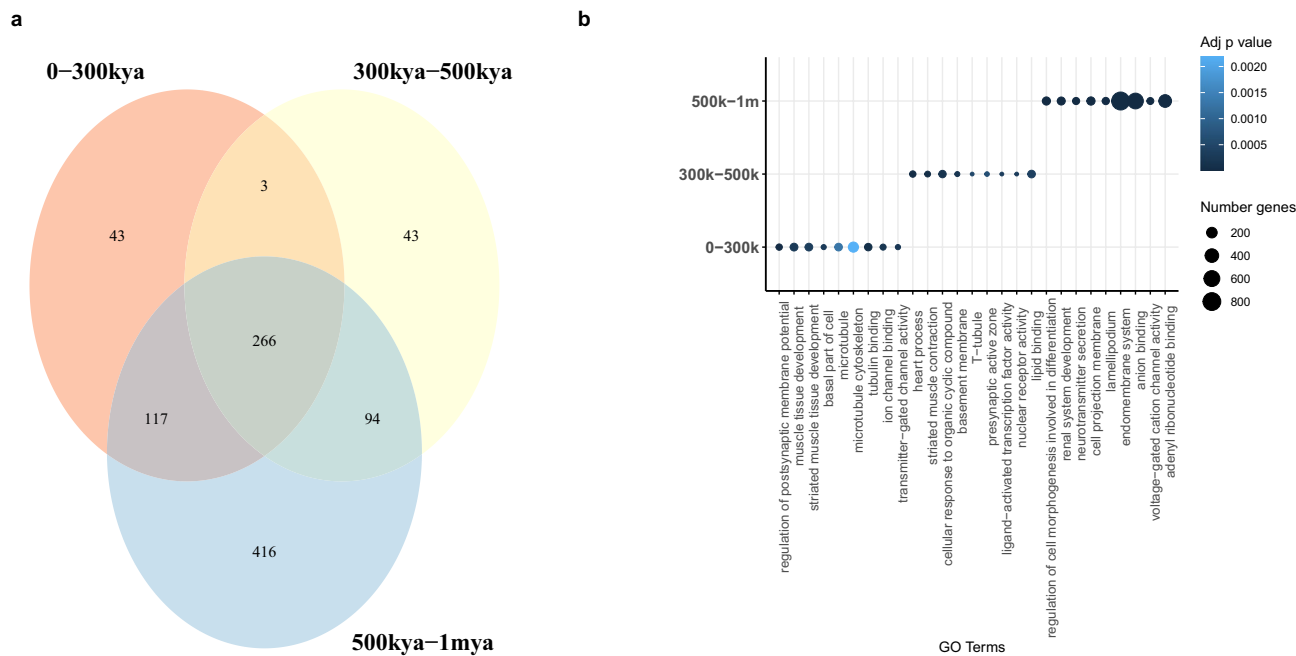 a
0−300kya
300kya−500kya
3
43
43
266
117
94
416
500kya−1mya
b
500k−1m
300k−500k
0−300k
regulation of postsynaptic membrane potential
muscle tissue development
striated muscle tissue development
basal part of cell
microtubule
microtubule cytoskeleton
tubulin binding
ion channel binding
transmitter−gated channel activity
heart process
striated muscle contraction
cellular response to organic cyclic compound
basement membrane
T−tubule
presynaptic active zone
ligand−activated transcription factor activity
nuclear receptor activity
lipid binding
regulation of cell morphogenesis involved in differentiation
renal system development
neurotransmitter secretion
cell projection membrane
lamellipodium
endomembrane system
anion binding
voltage−gated cation channel activity
adenyl ribonucleotide binding
GO Terms
Adj p value
0.0020
0.0015
0.0010
0.0005
Number genes
200
400
600
800